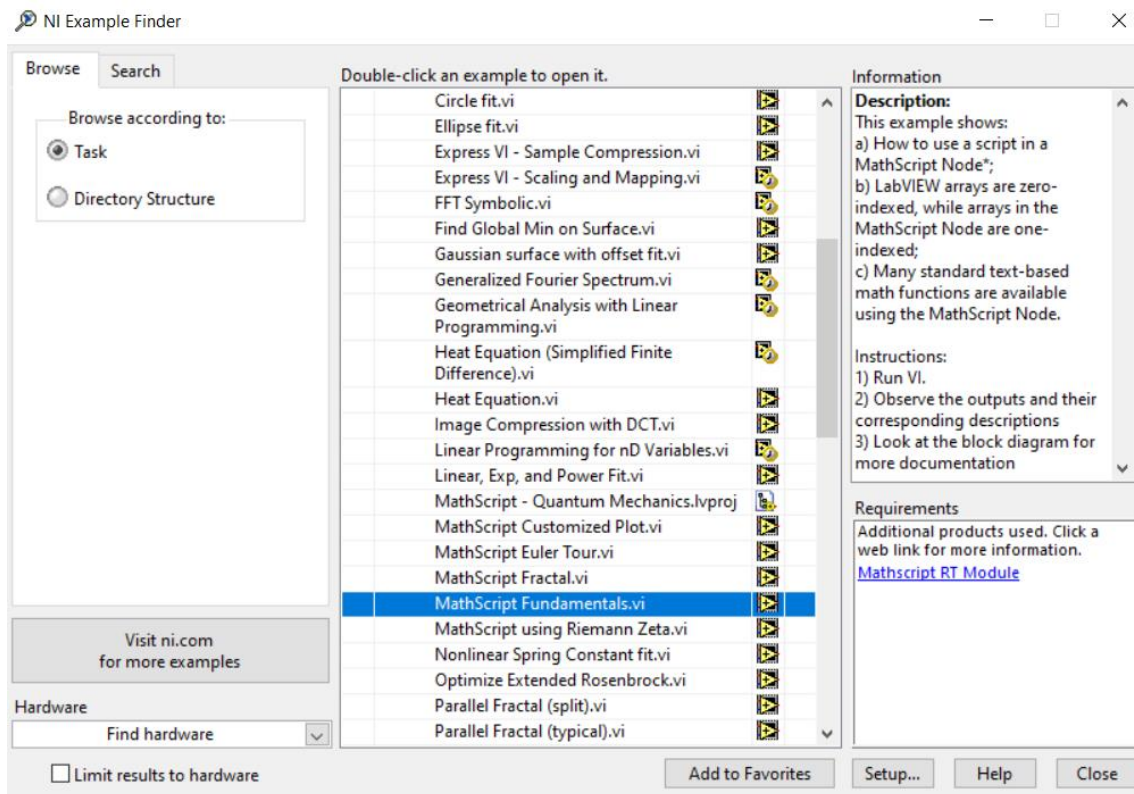 NI Example Finder
Browse
Search
Browse according to:
Task
Directory Structure
Visit ni.com
for more examples
Hardware
Find hardware
Limit results to hardware
Double-click an example to open it.
Circle fit.vi
Ellipse fit.vi
Express VI - Sample Compression.vi
Express VI - Scaling and Mapping.vi
FFT Symbolic.vi
Find Global Min on Surface.vi
Gaussian surface with offset fit.vi
Generalized Fourier Spectrum.vi
Geometrical Analysis with Linear
Programming.vi
Heat Equation (Simplified Finite
Difference).vi
Heat Equation.vi
Image Compression with DCT.vi
Linear Programming for nD Variables.vi
Linear, Exp, and Power Fit.vi
MathScript - Quantum Mechanics.lvproj
MathScript Customized Plot.vi
MathScript Euler Tour.vi
MathScript Fractal.vi
MathScript Fundamentals.vi
MathScript using Riemann Zeta.vi
Nonlinear Spring Constant fit.vi
Optimize Extended Rosenbrock.vi
Parallel Fractal (split).vi
Parallel Fractal (typical).vi
Information
Description:
This example shows:
a) How to use a script in a
MathScript Node*;
b) LabVIEW arrays are zero-
indexed, while arrays in the
MathScript Node are one-
indexed;
c) Many standard text-based
math functions are available
using the MathScript Node.
Instructions:
1) Run VI.
2) Observe the outputs and their
corresponding descriptions
3) Look at the block diagram for
more documentation
Requirements
Additional products used. Click a
web link for more information.
Mathscript RT Module
Add to Favorites
Setup...
Help
Close